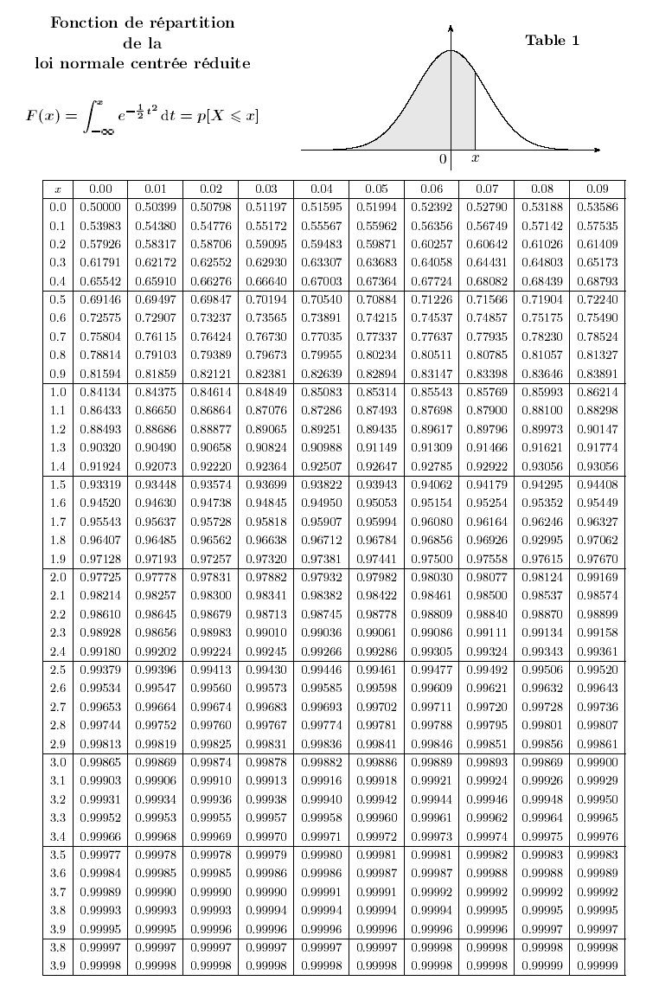 Fonction de répartition
de la
loi normale centrée réduite
Table 1
F(x) = ∫_{−∞}^{x} e^{−1/2 t²} dt = p[X ⩽ x]
0 x
x 0.00 0.01 0.02 0.03 0.04 0.05 0.06 0.07 0.08 0.09
0.0 0.50000 0.50399 0.50798 0.51197 0.51595 0.51994 0.52392 0.52790 0.53188 0.53586
0.1 0.53983 0.54380 0.54776 0.55172 0.55567 0.55962 0.56356 0.56749 0.57142 0.57535
0.2 0.57926 0.58317 0.58706 0.59095 0.59483 0.59871 0.60257 0.60642 0.61026 0.61409
0.3 0.61791 0.62172 0.62552 0.62930 0.63307 0.63683 0.64058 0.64431 0.64803 0.65173
0.4 0.65542 0.65910 0.66276 0.66640 0.67003 0.67364 0.67724 0.68082 0.68439 0.68793
0.5 0.69146 0.69497 0.69847 0.70194 0.70540 0.70884 0.71226 0.71566 0.71904 0.72240
0.6 0.72575 0.72907 0.73237 0.73565 0.73891 0.74215 0.74537 0.74857 0.75175 0.75490
0.7 0.75804 0.76115 0.76424 0.76730 0.77035 0.77337 0.77637 0.77935 0.78230 0.78524
0.8 0.78814 0.79103 0.79389 0.79673 0.79955 0.80234 0.80511 0.80785 0.81057 0.81327
0.9 0.81594 0.81859 0.82121 0.82381 0.82639 0.82894 0.83147 0.83398 0.83646 0.83891
1.0 0.84134 0.84375 0.84614 0.84849 0.85083 0.85314 0.85543 0.85769 0.85993 0.86214
1.1 0.86433 0.86650 0.86864 0.87076 0.87286 0.87493 0.87698 0.87900 0.88100 0.88298
1.2 0.88493 0.88686 0.88877 0.89065 0.89251 0.89435 0.89617 0.89796 0.89973 0.90147
1.3 0.90320 0.90490 0.90658 0.90824 0.90988 0.91149 0.91309 0.91466 0.91621 0.91774
1.4 0.91924 0.92073 0.92220 0.92364 0.92507 0.92647 0.92785 0.92922 0.93056 0.93056
1.5 0.93319 0.93448 0.93574 0.93699 0.93822 0.93943 0.94062 0.94179 0.94295 0.94408
1.6 0.94520 0.94630 0.94738 0.94845 0.94950 0.95053 0.95154 0.95254 0.95352 0.95449
1.7 0.95543 0.95637 0.95728 0.95818 0.95907 0.95994 0.96080 0.96164 0.96246 0.96327
1.8 0.96407 0.96485 0.96562 0.96638 0.96712 0.96784 0.96856 0.96926 0.92995 0.97062
1.9 0.97128 0.97193 0.97257 0.97320 0.97381 0.97441 0.97500 0.97558 0.97615 0.97670
2.0 0.97725 0.97778 0.97831 0.97882 0.97932 0.97982 0.98030 0.98077 0.98124 0.99169
2.1 0.98214 0.98257 0.98300 0.98341 0.98382 0.98422 0.98461 0.98500 0.98537 0.98574
2.2 0.98610 0.98645 0.98679 0.98713 0.98745 0.98778 0.98809 0.98840 0.98870 0.98899
2.3 0.98928 0.98656 0.98983 0.99010 0.99036 0.99061 0.99086 0.99111 0.99134 0.99158
2.4 0.99180 0.99202 0.99224 0.99245 0.99266 0.99286 0.99305 0.99324 0.99343 0.99361
2.5 0.99379 0.99396 0.99413 0.99430 0.99446 0.99461 0.99477 0.99492 0.99506 0.99520
2.6 0.99534 0.99547 0.99560 0.99573 0.99585 0.99598 0.99609 0.99621 0.99632 0.99643
2.7 0.99653 0.99664 0.99674 0.99683 0.99693 0.99702 0.99711 0.99720 0.99728 0.99736
2.8 0.99744 0.99752 0.99760 0.99767 0.99774 0.99781 0.99788 0.99795 0.99801 0.99807
2.9 0.99813 0.99819 0.99825 0.99831 0.99836 0.99841 0.99846 0.99851 0.99856 0.99861
3.0 0.99865 0.99869 0.99874 0.99878 0.99882 0.99886 0.99889 0.99893 0.99869 0.99900
3.1 0.99903 0.99906 0.99910 0.99913 0.99916 0.99918 0.99921 0.99924 0.99926 0.99929
3.2 0.99931 0.99934 0.99936 0.99938 0.99940 0.99942 0.99944 0.99946 0.99948 0.99950
3.3 0.99952 0.99953 0.99955 0.99957 0.99958 0.99960 0.99961 0.99962 0.99964 0.99965
3.4 0.99966 0.99968 0.99969 0.99970 0.99971 0.99972 0.99973 0.99974 0.99975 0.99976
3.5 0.99977 0.99978 0.99978 0.99979 0.99980 0.99981 0.99981 0.99982 0.99983 0.99983
3.6 0.99984 0.99985 0.99985 0.99986 0.99986 0.99987 0.99987 0.99988 0.99988 0.99989
3.7 0.99989 0.99990 0.99990 0.99990 0.99991 0.99991 0.99992 0.99992 0.99992 0.99992
3.8 0.99993 0.99993 0.99993 0.99994 0.99994 0.99994 0.99994 0.99995 0.99995 0.99995
3.9 0.99995 0.99995 0.99996 0.99996 0.99996 0.99996 0.99996 0.99996 0.99997 0.99997
3.8 0.99997 0.99997 0.99997 0.99997 0.99997 0.99997 0.99998 0.99998 0.99998 0.99998
3.9 0.99998 0.99998 0.99998 0.99998 0.99998 0.99998 0.99998 0.99998 0.99999 0.99999